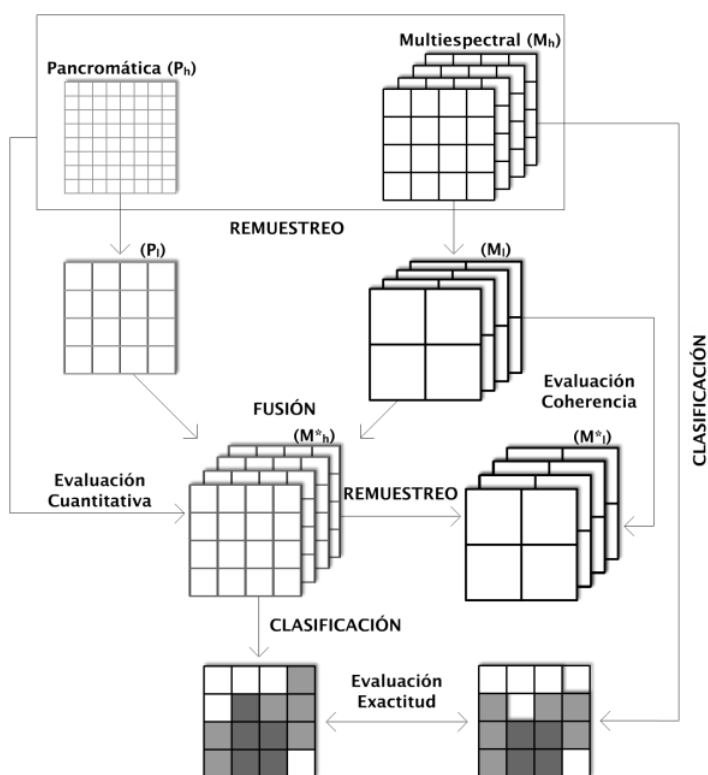 Multiespectral (Mₕ)
Pancromática (Pₕ)
REMUESTREO
(Pₗ)
(Mₗ)
CLASIFICACIÓN
Evaluación
Coherencia
FUSIÓN
(M*ₕ)
(M*ₗ)
Evaluación
Cuantitativa
REMUESTREO
CLASIFICACIÓN
Evaluación
Exactitud